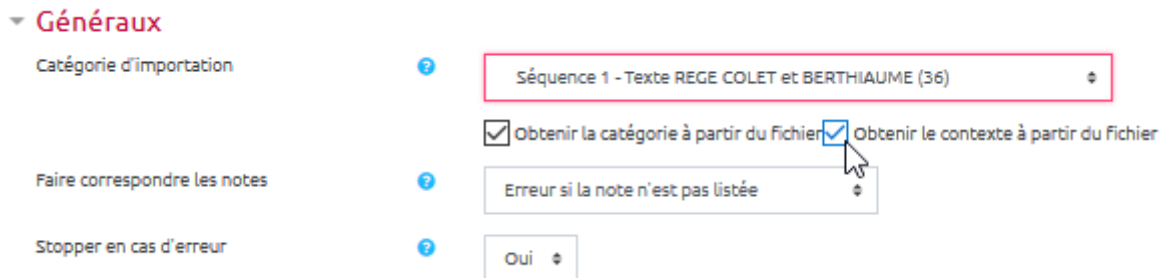 Généraux
Catégorie d'importation
Séquence 1 - Texte REGE COLET et BERTHIAUME (36)
Obtenir la catégorie à partir du fichier Obtenir le contexte à partir du fichier
Faire correspondre les notes
Erreur si la note n'est pas listée
Stopper en cas d'erreur
Oui